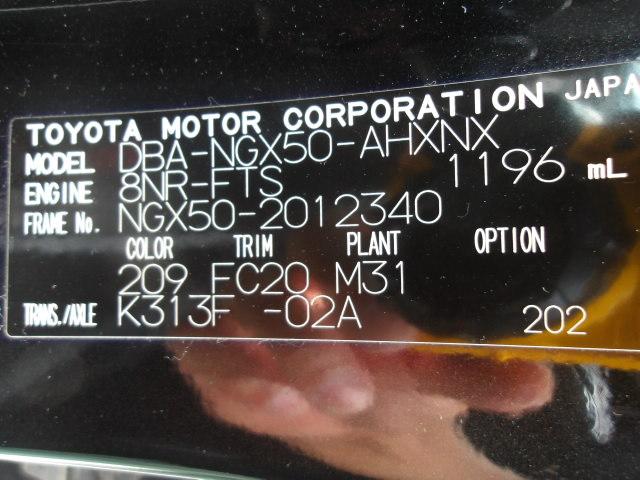 TOYOTA MOTOR CORPORATION JAPA
MODEL DBA-NGX50-AHXNX
ENGINE 8NR-FTS 1196 mL
FRAME No. NGX50-2012340
COLOR TRIM PLANT OPTION
209 FC20 M31
TRANS./AXLE K313F -02A 202